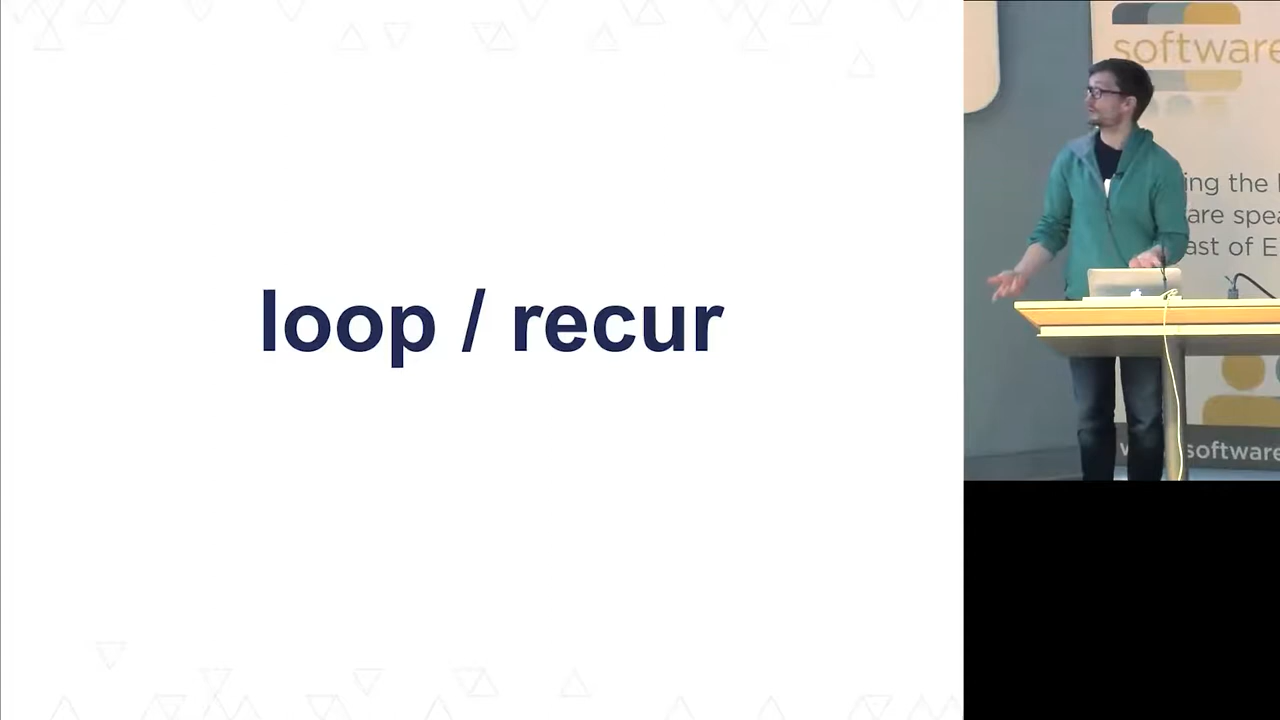 loop / recur
software
ing the
are spea
ast of E
software